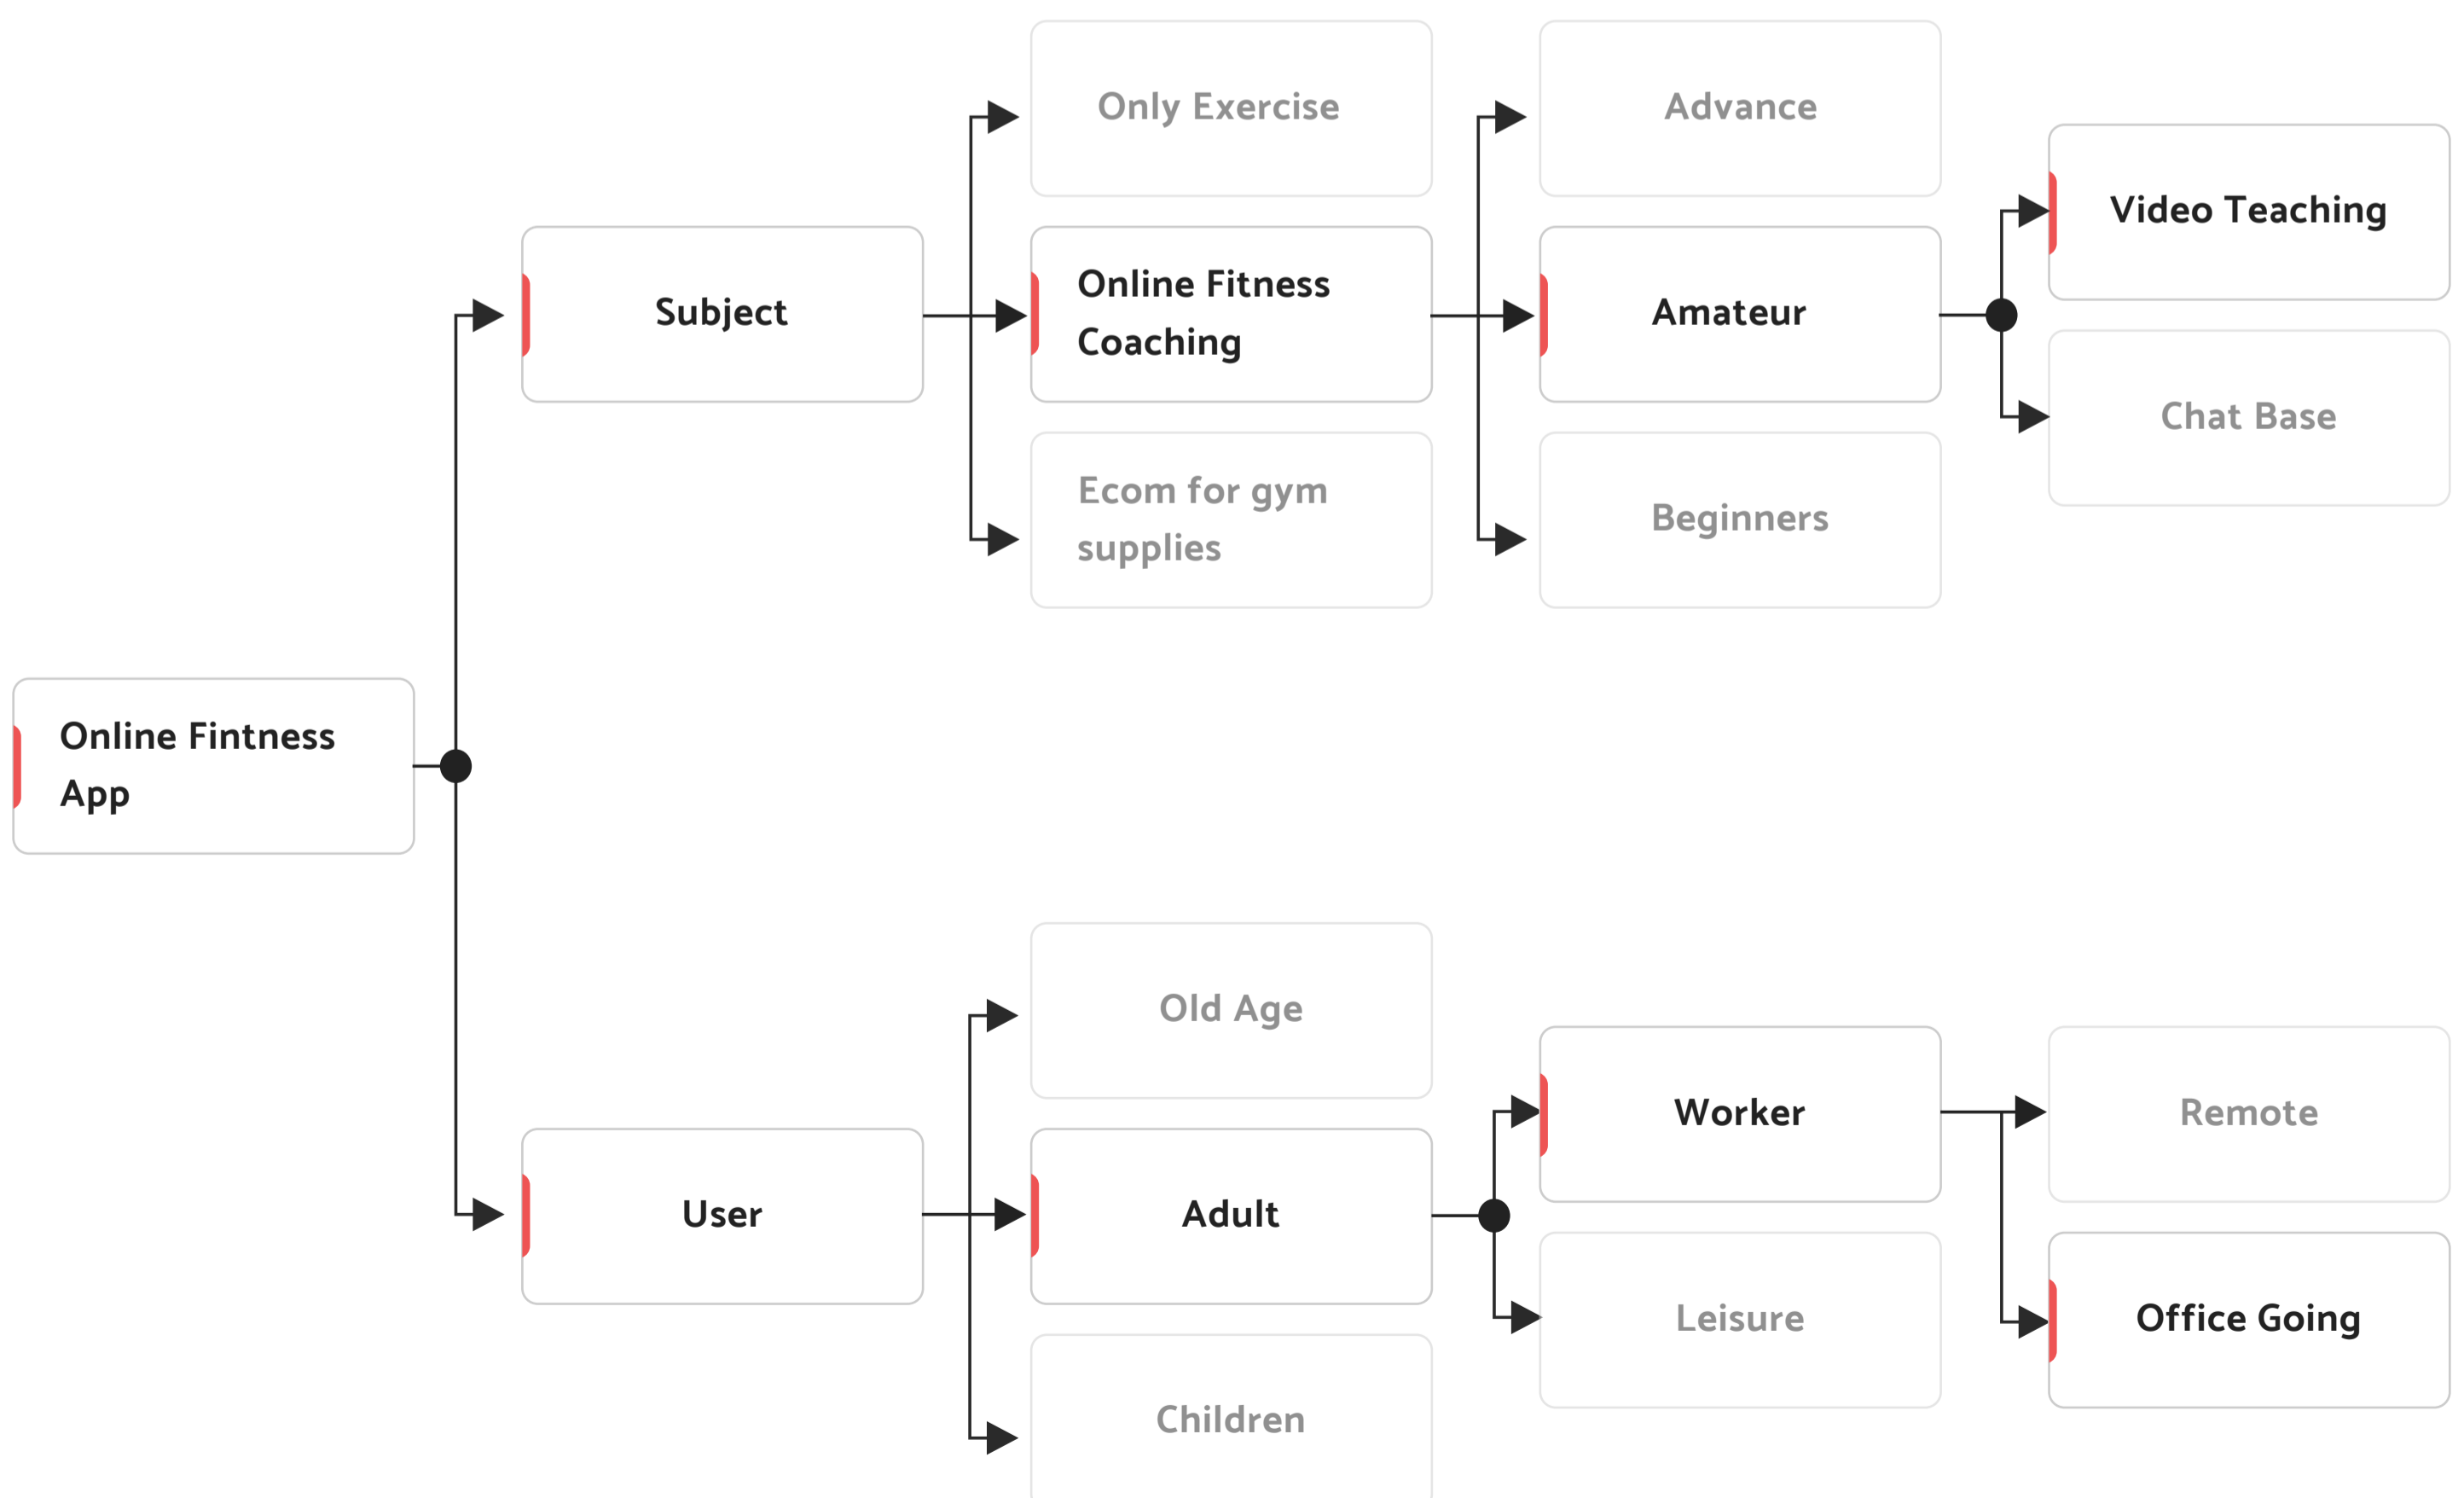 Only Exercise
Advance
Video Teaching
Subject
Online Fitness
Coaching
Amateur
Chat Base
Ecom for gym
supplies
Beginners
Online Fintness
App
Old Age
Worker
Remote
User
Adult
Leisure
Office Going
Children